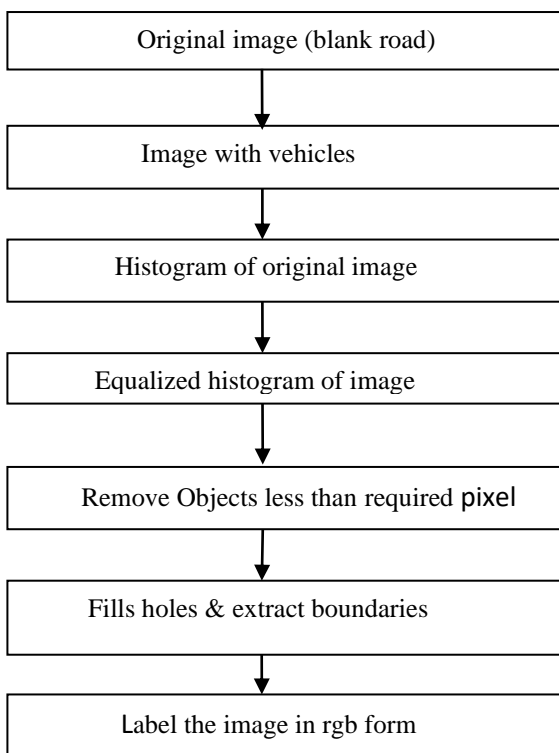 Original image (blank road)
Image with vehicles
Histogram of original image
Equalized histogram of image
Remove Objects less than required pixel
Fills holes & extract boundaries
Label the image in rgb form